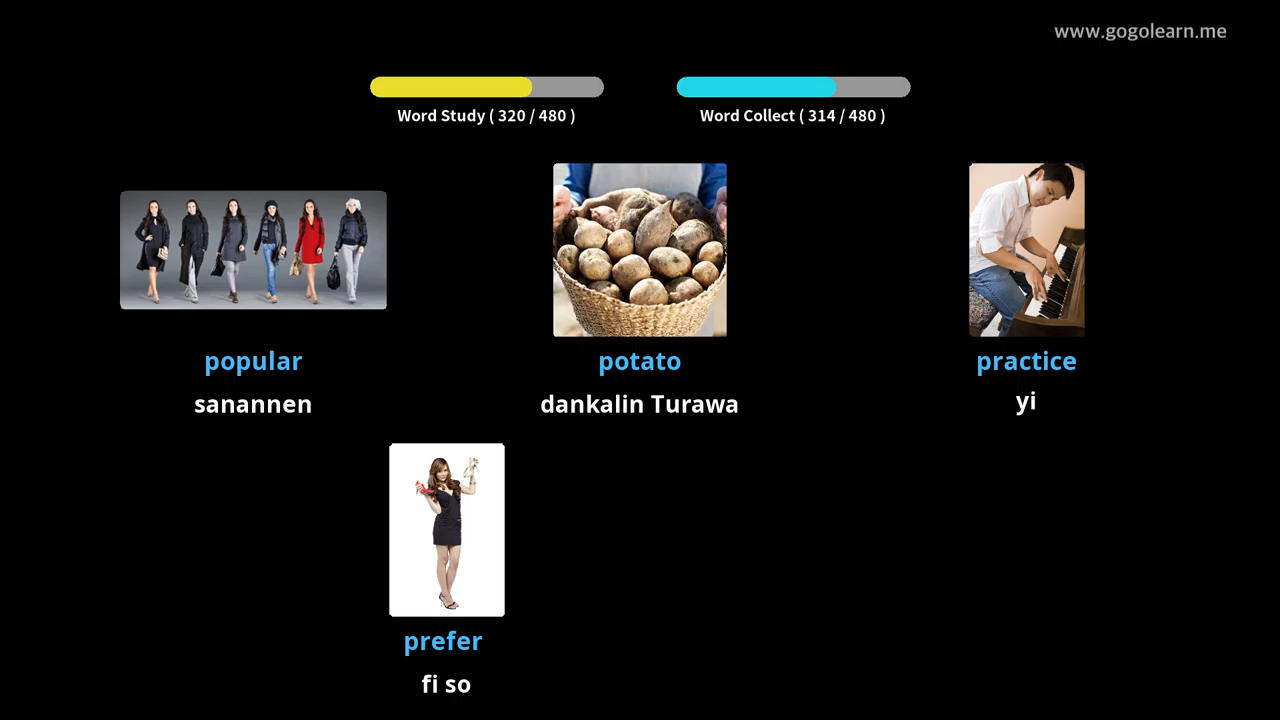 www.gogolearn.me
Word Study ( 320 / 480 )
Word Collect ( 314 / 480 )
popular
potato
practice
sanannen
dankalin Turawa
yi
prefer
fi so